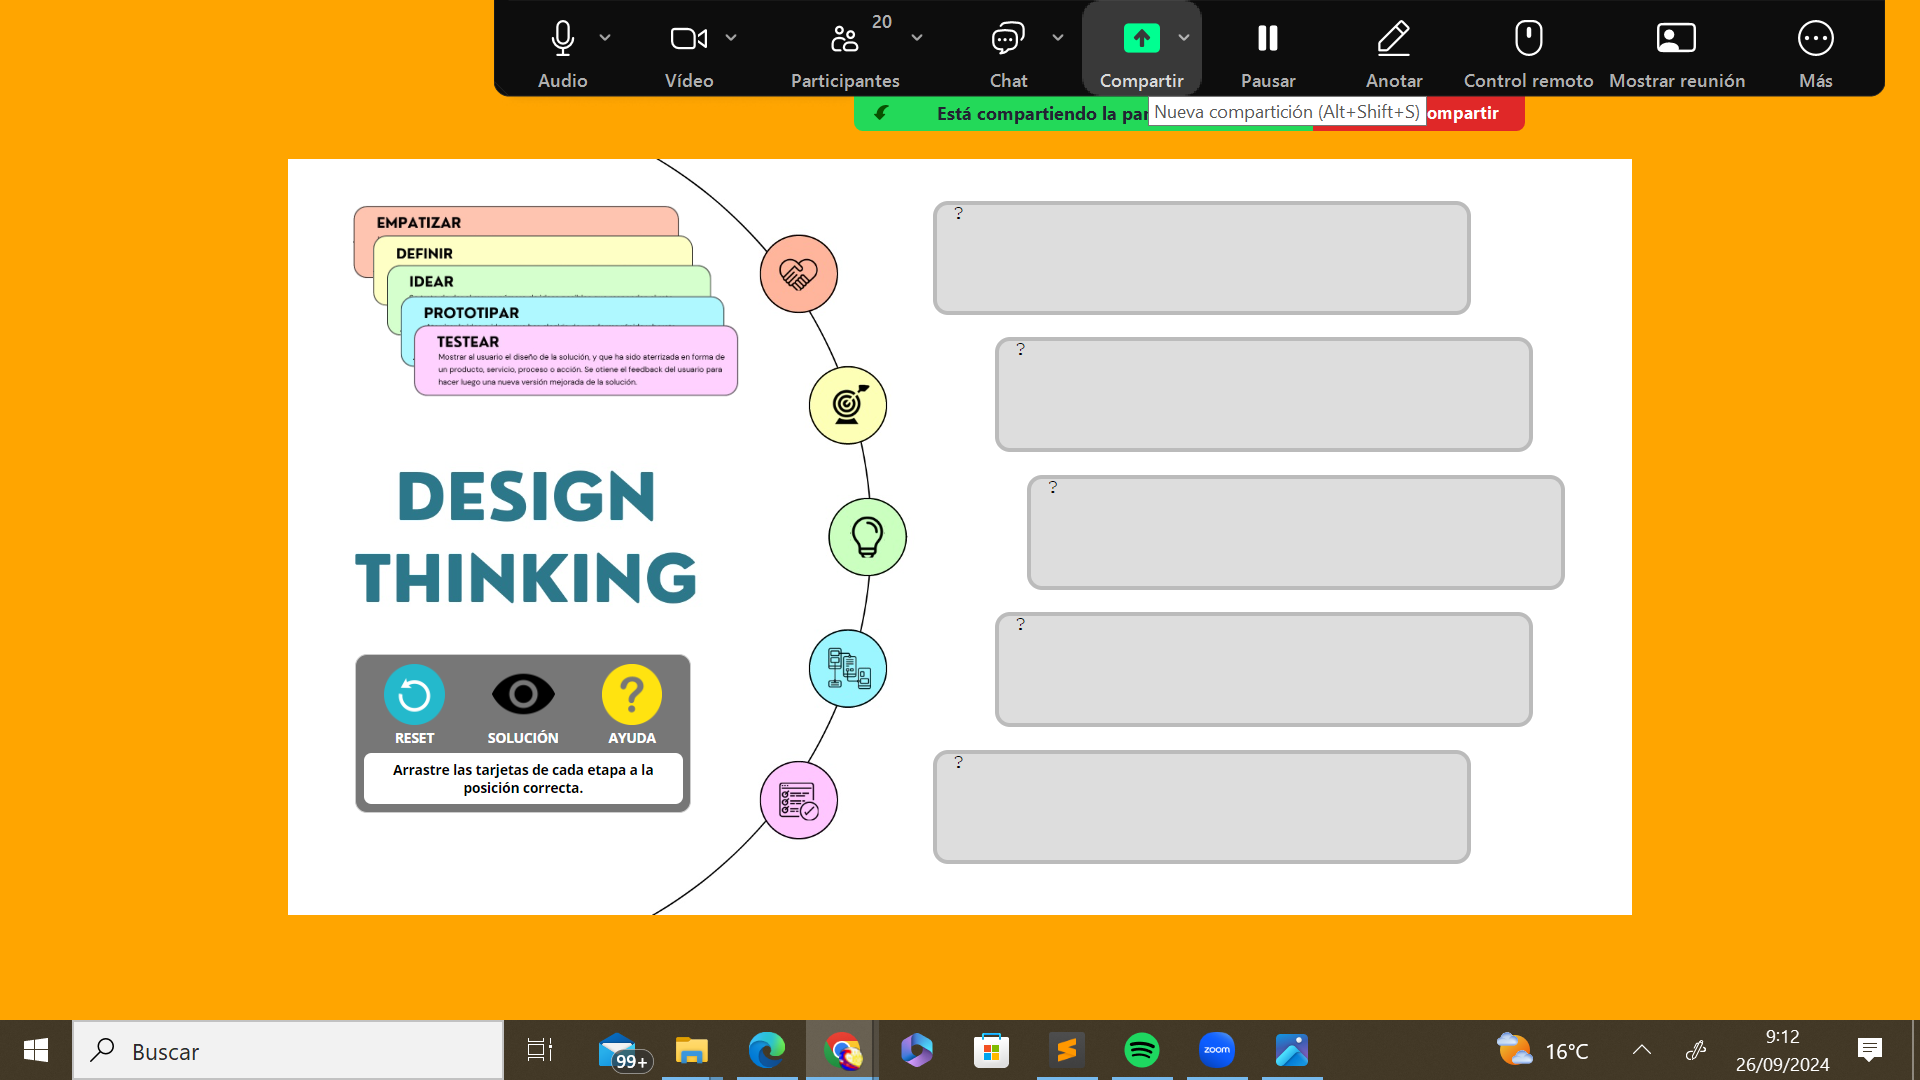 20
Audio
Vídeo
Participantes
Chat
Compartir
Pausar
Anotar
Control remoto
Mostrar reunión
Más
Está compartiendo la
Nueva compartición (Alt+Shift+S)
EMPATIZAR
DEFINIR
IDEAR
PROTOTIPAR
TESTEAR
Mostrar al usuario el diseño de la solución, y que ha sido aterrizada en forma de
un producto, servicio, proceso o acción. Se otiene el feedback del usuario para
hacer luego una nueva versión mejorada de la solución.
DESIGN
THINKING
RESET
SOLUCIÓN
?
AYUDA
Arrastre las tarjetas de cada etapa a la
posición correcta.
?
?
?
?
?
Buscar
99+
zoom
16°C
9:12
26/09/2024